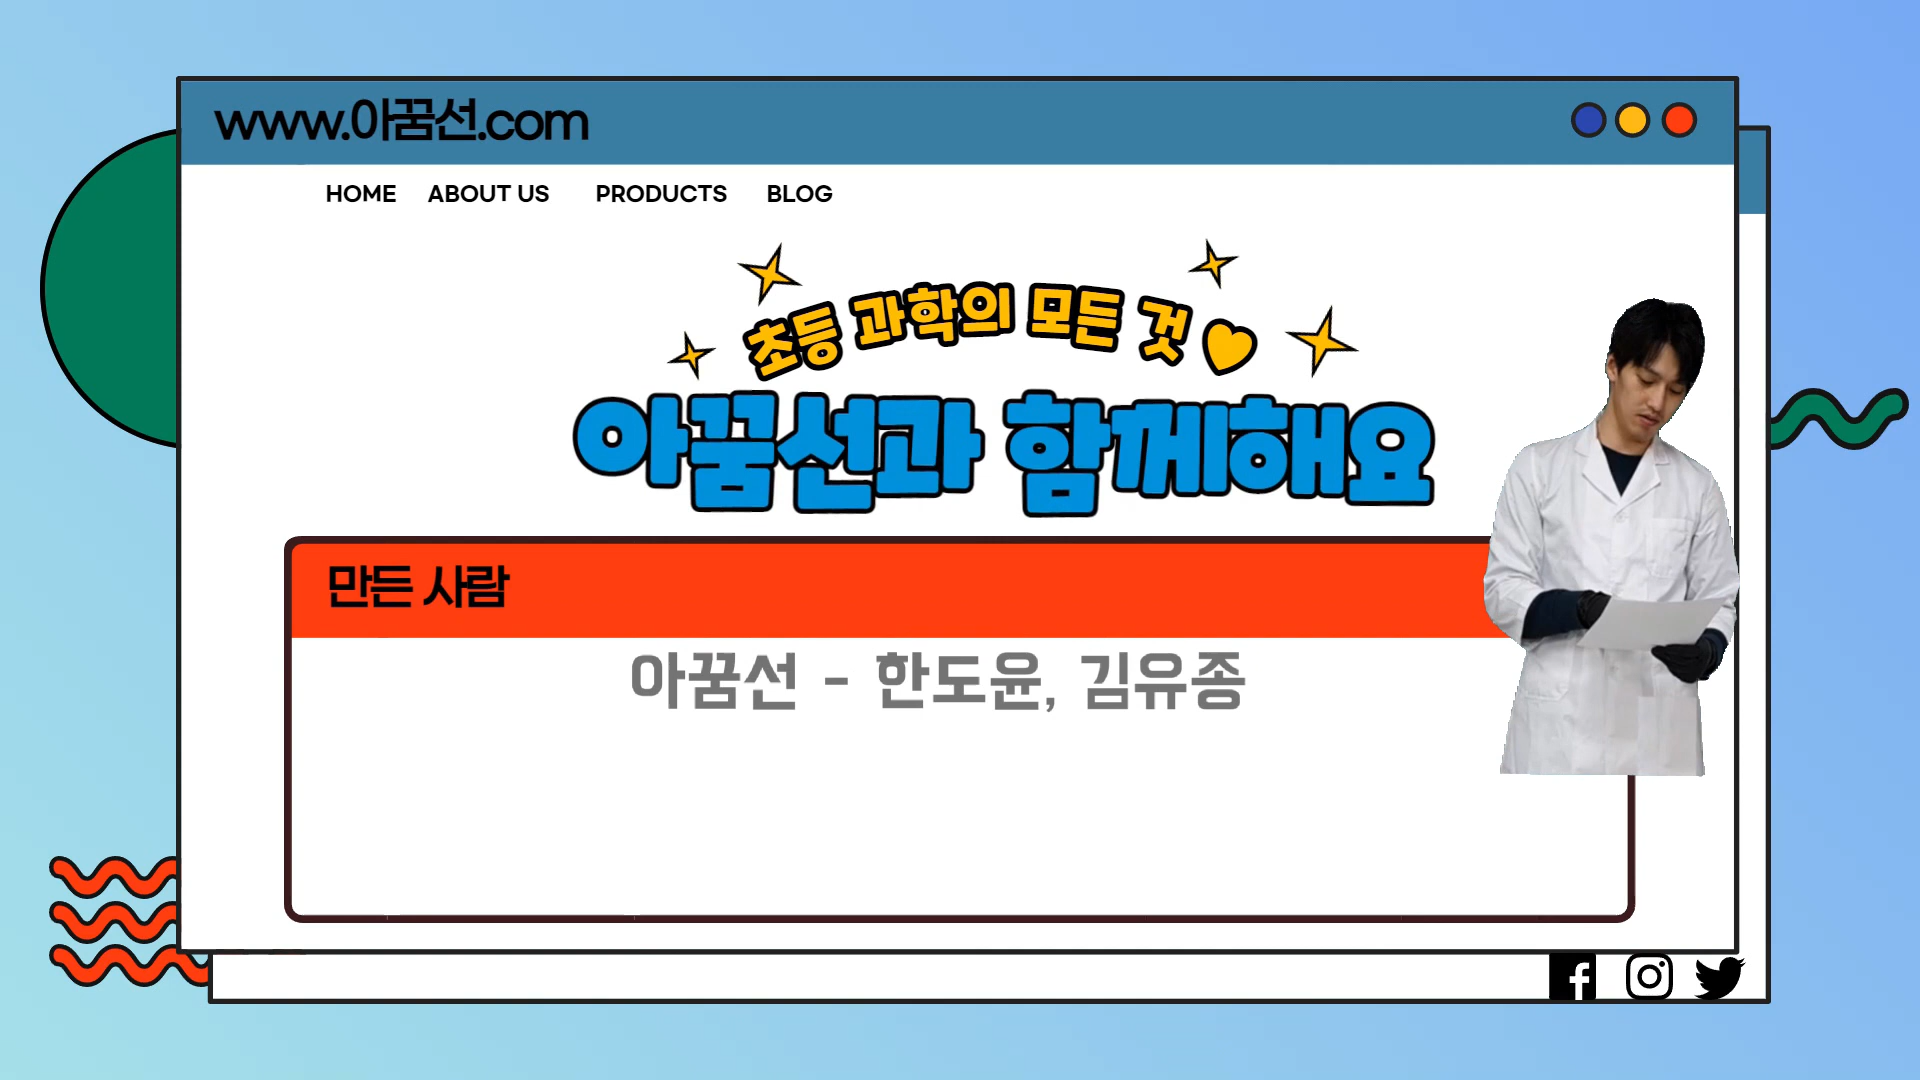 www.아꿈선.com
HOME ABOUT US PRODUCTS BLOG
초등 과학의 모든 것
아꿈선과 함께해요
만든 사람
아꿈선 - 한도윤, 김유종